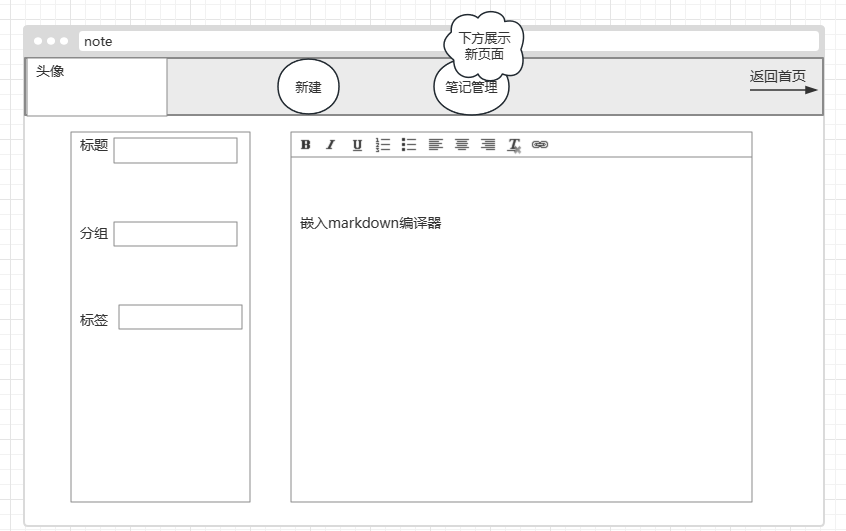 note
头像
新建
下方展示
新页面
笔记管理
返回首页
标题
B I U T
分组
嵌入markdown编译器
标签